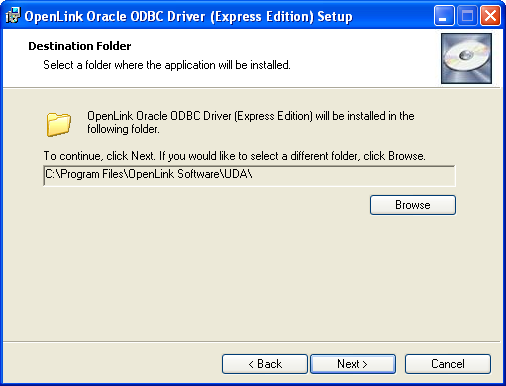 OpenLink Oracle ODBC Driver (Express Edition) Setup
Destination Folder
Select a folder where the application will be installed.
OpenLink Oracle ODBC Driver (Express Edition) will be installed in the
following folder.
To continue, click Next. If you would like to select a different folder, click Browse.
C:\Program Files\OpenLink Software\UDA\
Browse
< Back
Next >
Cancel